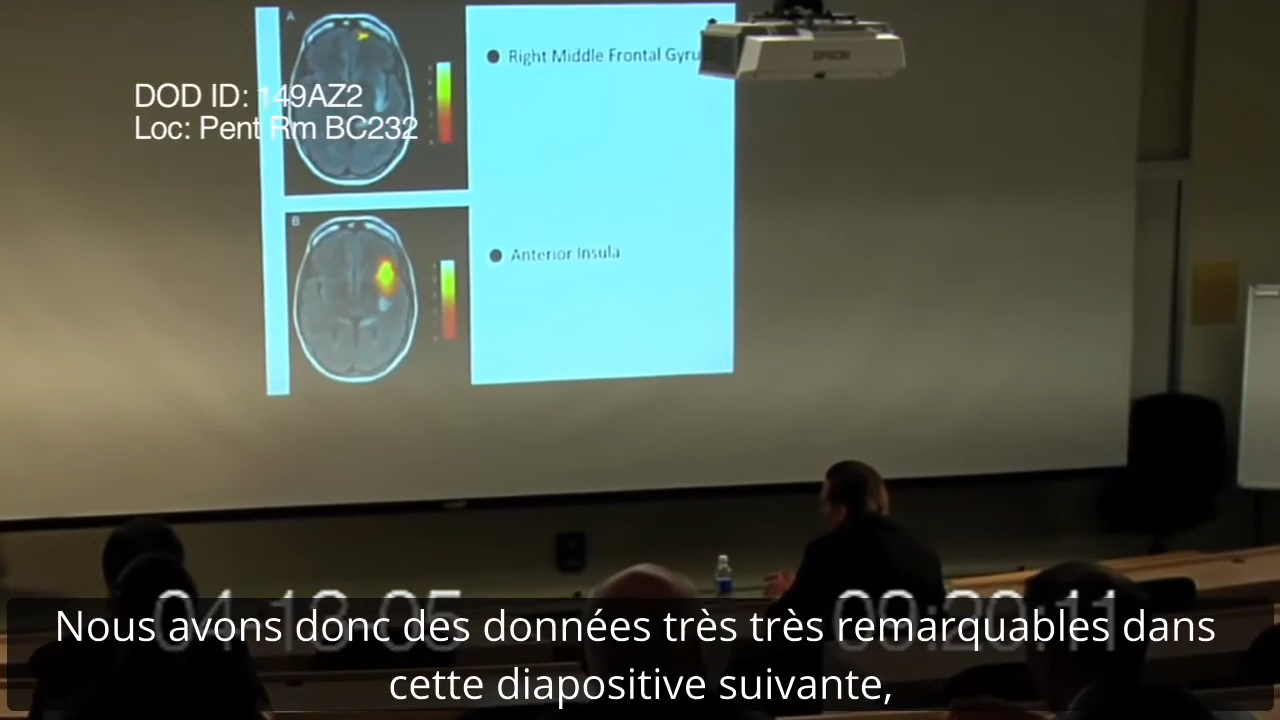 A
Right Middle Frontal Gyru
EPSON
DOD ID: 149AZ2
Loc: Pent Rm BC232
B
Anterior Insula
04-13-05
09:20:11
Nous avons donc des données très très remarquables dans
cette diapositive suivante,